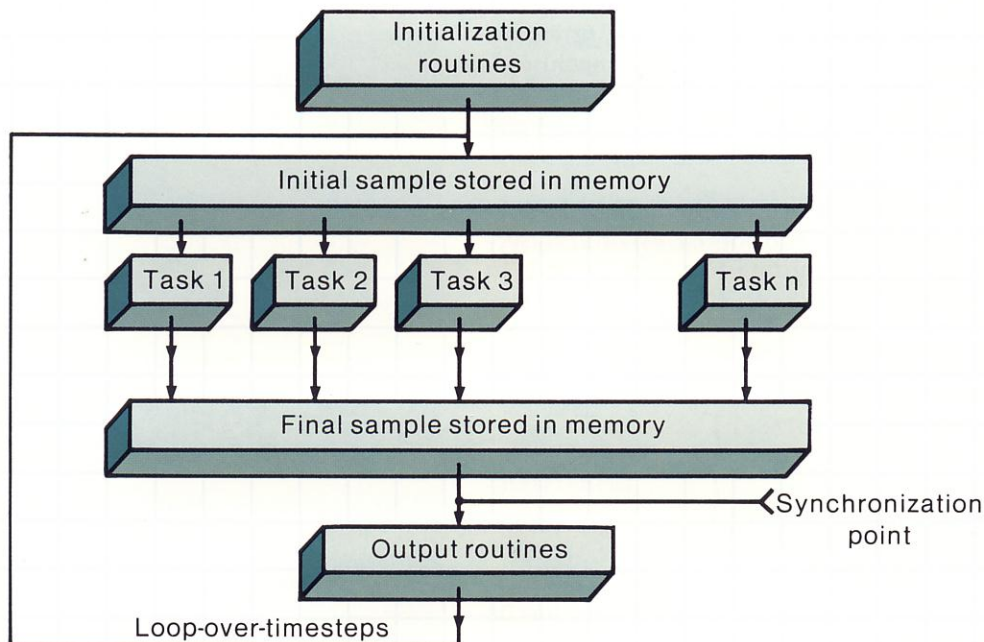 Initialization
routines
Initial sample stored in memory
Task 1 Task 2 Task 3 Task n
Final sample stored in memory
Synchronization
point
Output routines
Loop-over-timesteps